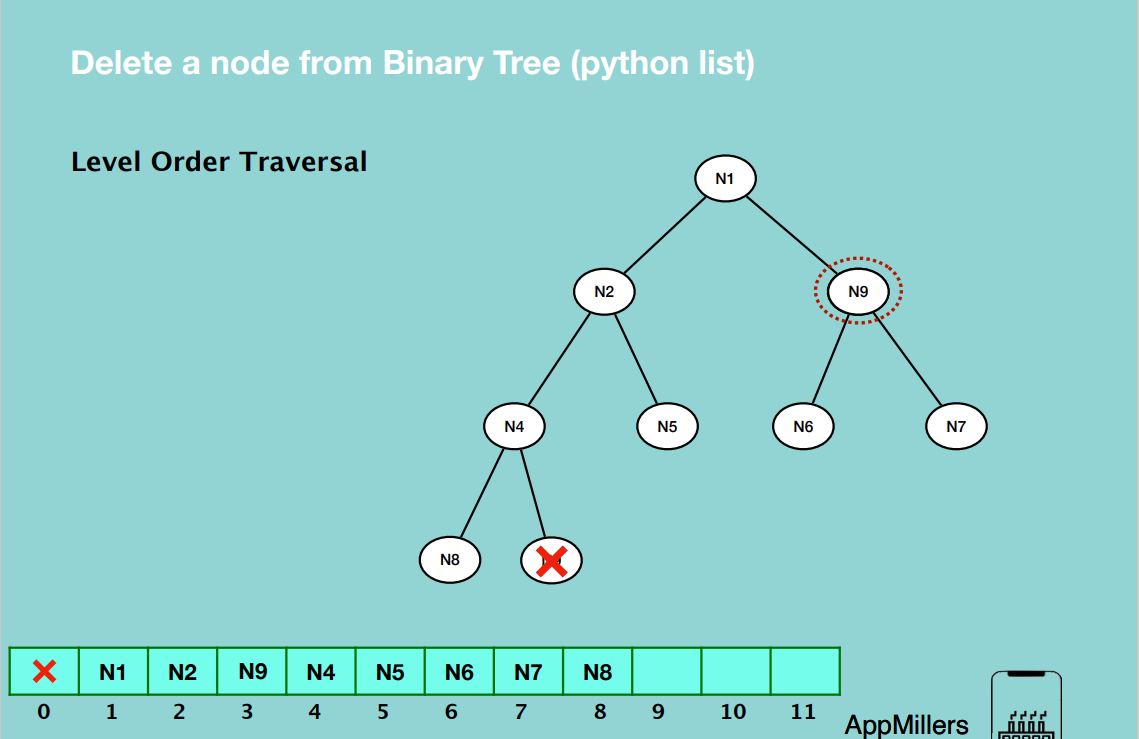 Delete a node from Binary Tree (python list)
Level Order Traversal
N1
N2
N9
N4
N5
N6
N7
N8
N1 N2 N9 N4 N5 N6 N7 N8
0 1 2 3 4 5 6 7 8 9 10 11
AppMillers